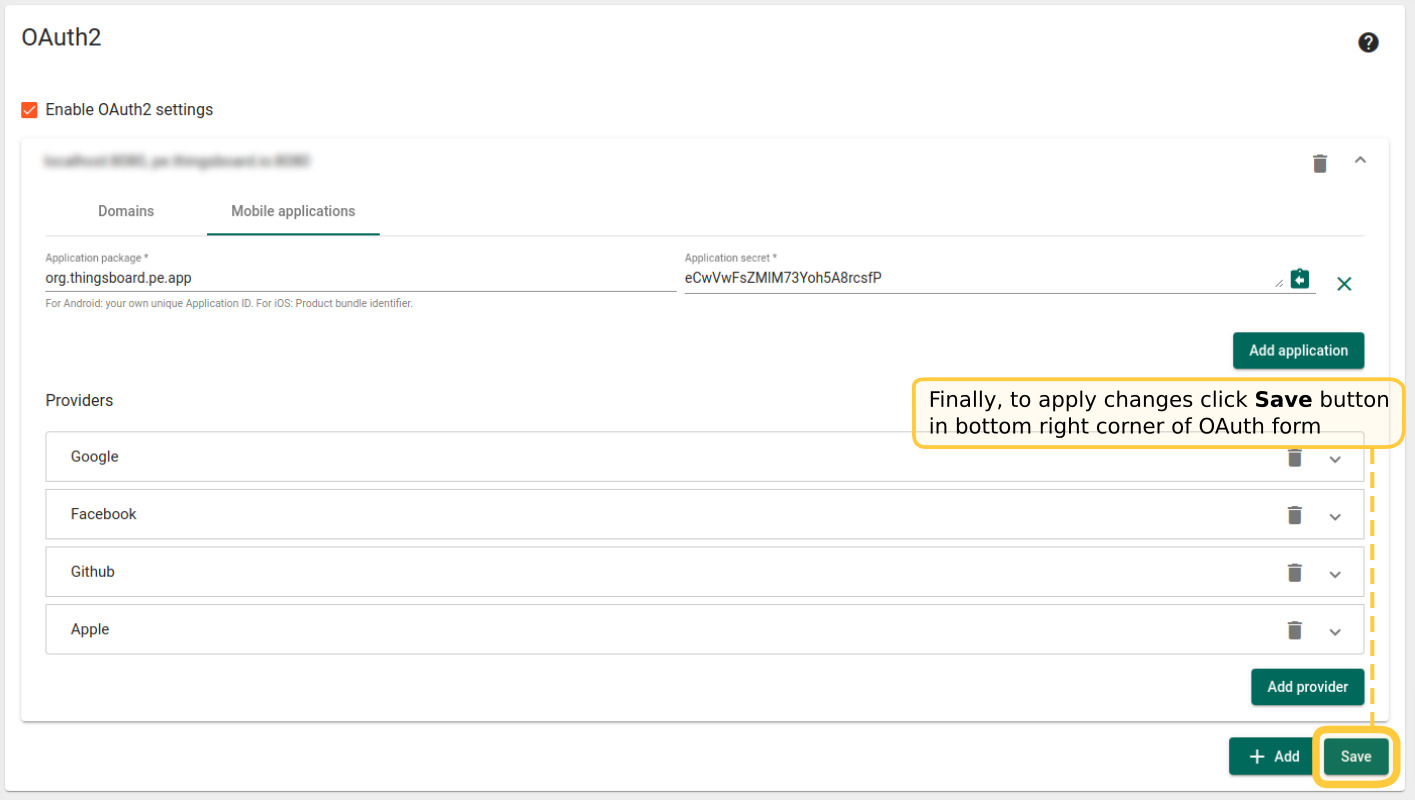 OAuth2
Enable OAuth2 settings
Domains
Mobile applications
Application package *
org.thingsboard.pe.app
For Android: your own unique Application ID. For iOS: Product bundle identifier.
Application secret *
eCwVwFsZMIM73Yoh5A8rcsfP
Add application
Finally, to apply changes click Save button
in bottom right corner of OAuth form
Providers
Google
Facebook
Github
Apple
Add provider
+ Add
Save